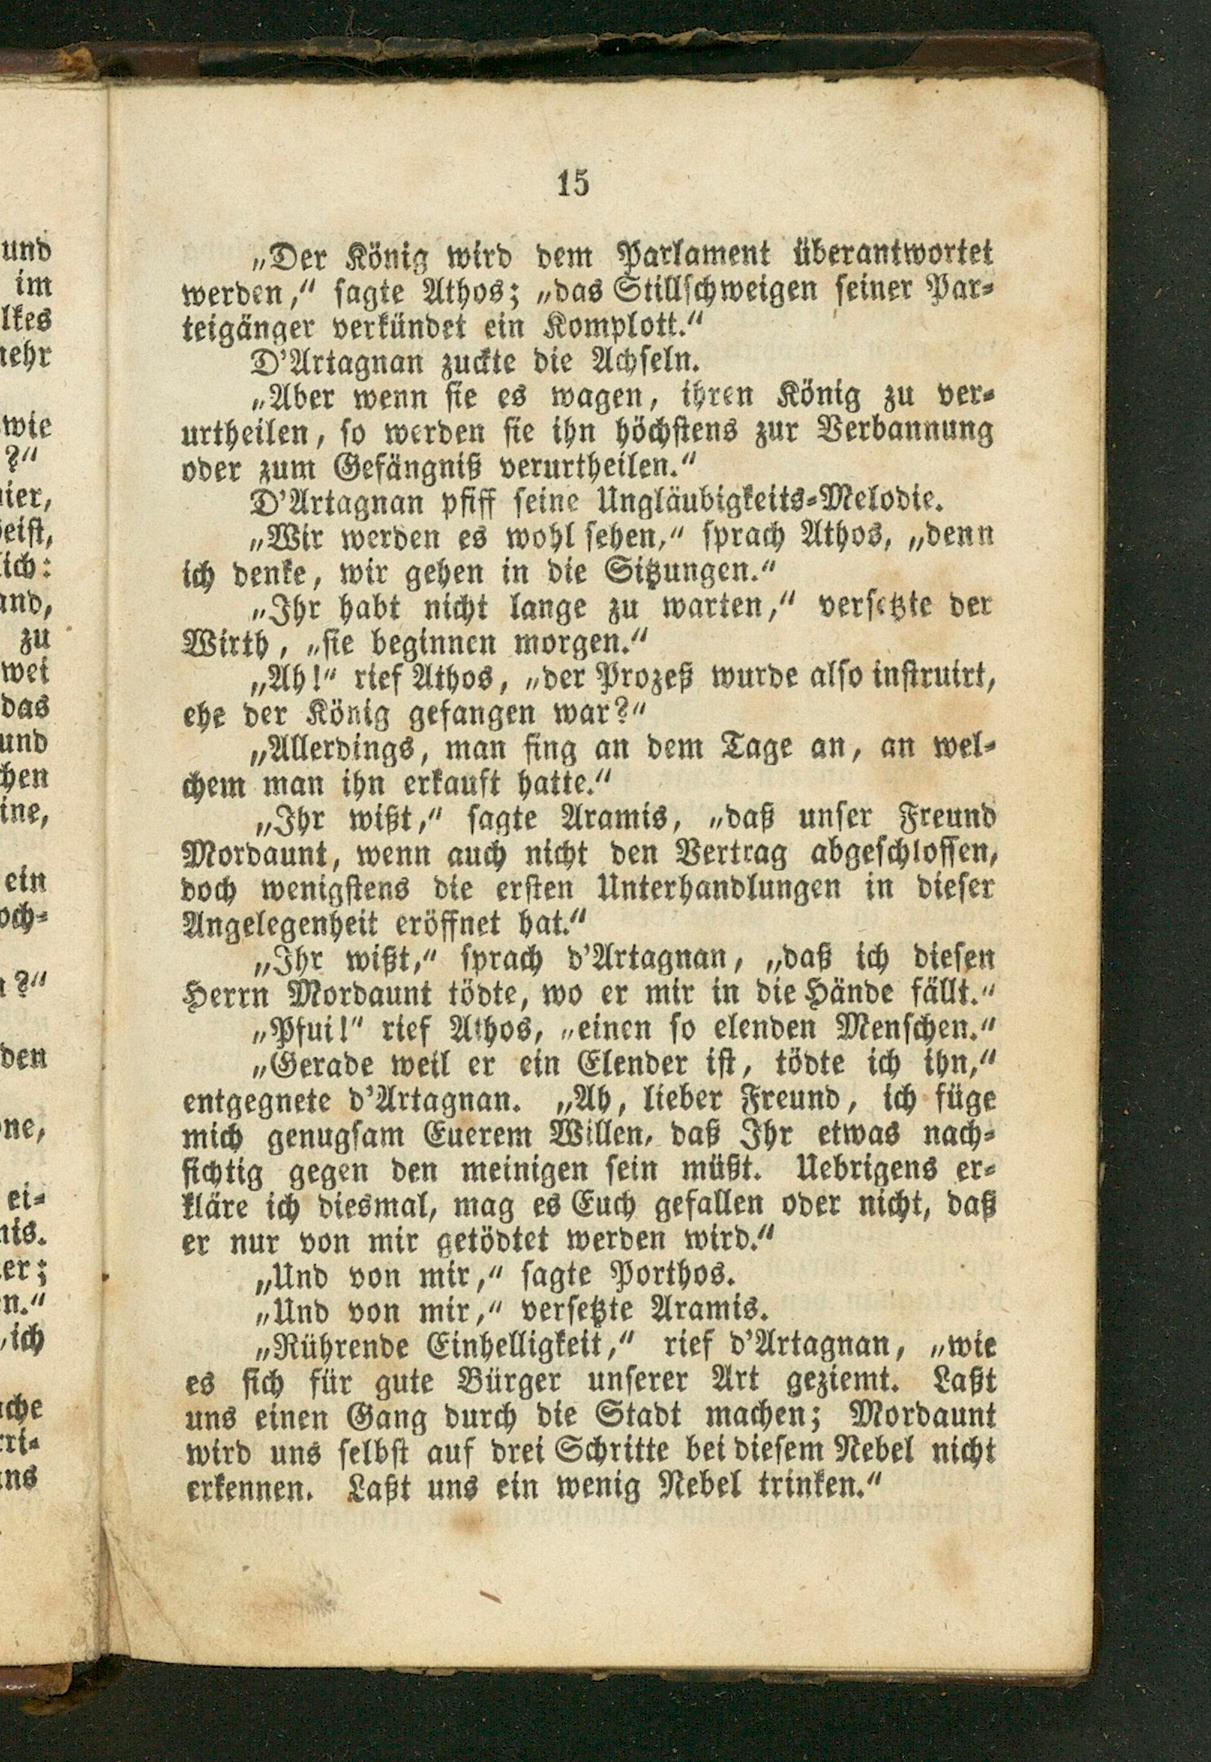 15
„Der König wird dem Parlament überantwortet
werden,“ sagte Athos; „das Stillschweigen seiner Par-
teigänger verkündet ein Komplott.“
D'Artagnan zuckte die Achseln.
„Aber wenn sie es wagen, ihren König zu ver-
urtheilen, so werden sie ihn höchstens zur Verbannung
oder zum Gefängniß verurtheilen.“
D'Artagnan pfiff seine Ungläubigkeits-Melodie.
„Wir werden es wohl sehen,“ sprach Athos, „denn
ich denke, wir gehen in die Sitzungen.“
„Ihr habt nicht lange zu warten,“ versetzte der
Wirth, „sie beginnen morgen.“
„Ah!“ rief Athos, „der Prozeß wurde also instruirt,
ehe der König gefangen war?“
„Allerdings, man fing an dem Tage an, an wel-
chem man ihn erkauft hatte.“
„Ihr wißt,“ sagte Aramis, „daß unser Freund
Mordaunt, wenn auch nicht den Vertrag abgeschlossen,
doch wenigstens die ersten Unterhandlungen in dieser
Angelegenheit eröffnet hat.“
„Ihr wißt,“ sprach d'Artagnan, „daß ich diesen
Herrn Mordaunt tödte, wo er mir in die Hände fällt.“
„Pfui!“ rief Athos, „einen so elenden Menschen.“
„Gerade weil er ein Elender ist, tödte ich ihn,“
entgegnete d'Artagnan. „Ah, lieber Freund, ich füge
mich genugsam Euerem Willen, daß Ihr etwas nach-
sichtig gegen den meinigen sein müßt. Uebrigens er-
kläre ich diesmal, mag es Euch gefallen oder nicht, daß
er nur von mir getödtet werden wird.“
„Und von mir,“ sagte Porthos.
„Und von mir,“ versetzte Aramis.
„Rührende Einhelligkeit,“ rief d'Artagnan, „wie
es sich für gute Bürger unserer Art geziemt. Laßt
uns einen Gang durch die Stadt machen; Mordaunt
wird uns selbst auf drei Schritte bei diesem Nebel nicht
erkennen. Laßt uns ein wenig Nebel trinken.“